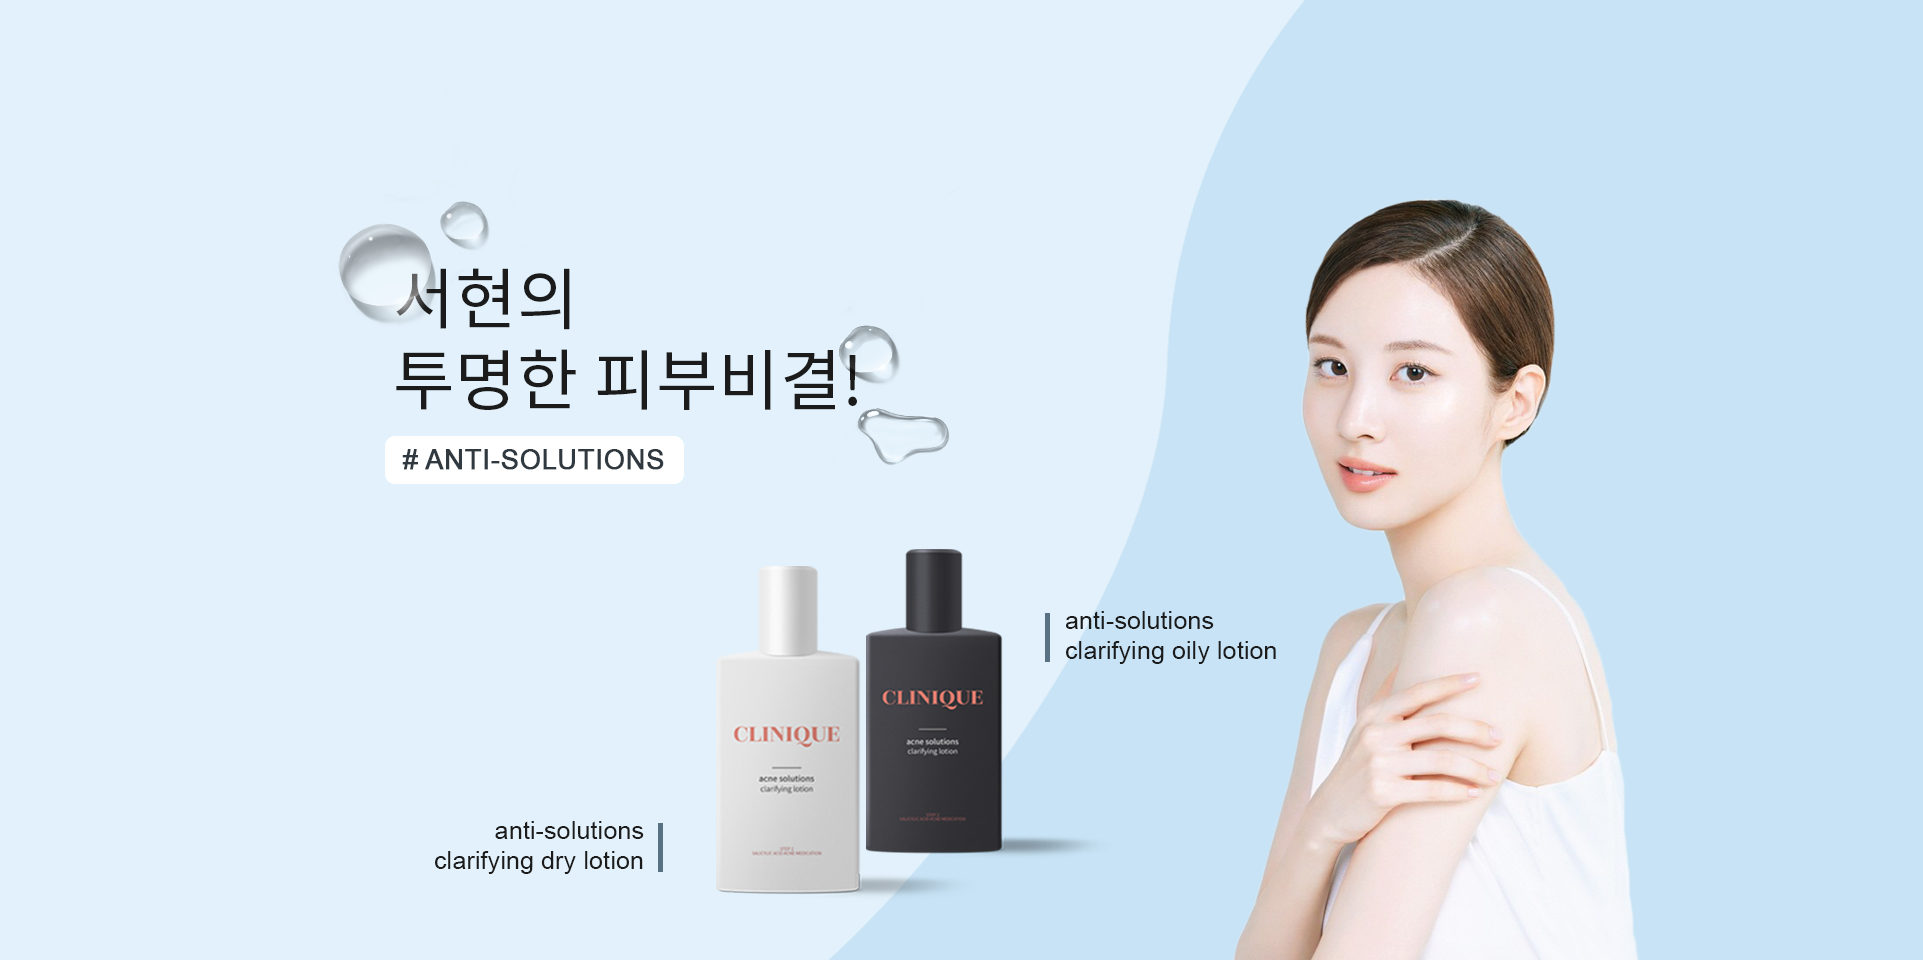 서현의
투명한 피부비결!
# ANTI-SOLUTIONS
anti-solutions
clarifying oily lotion
CLINIQUE
acne solutions
clarifying lotion
CLINIQUE
acne solutions
clarifying lotion
anti-solutions
clarifying dry lotion